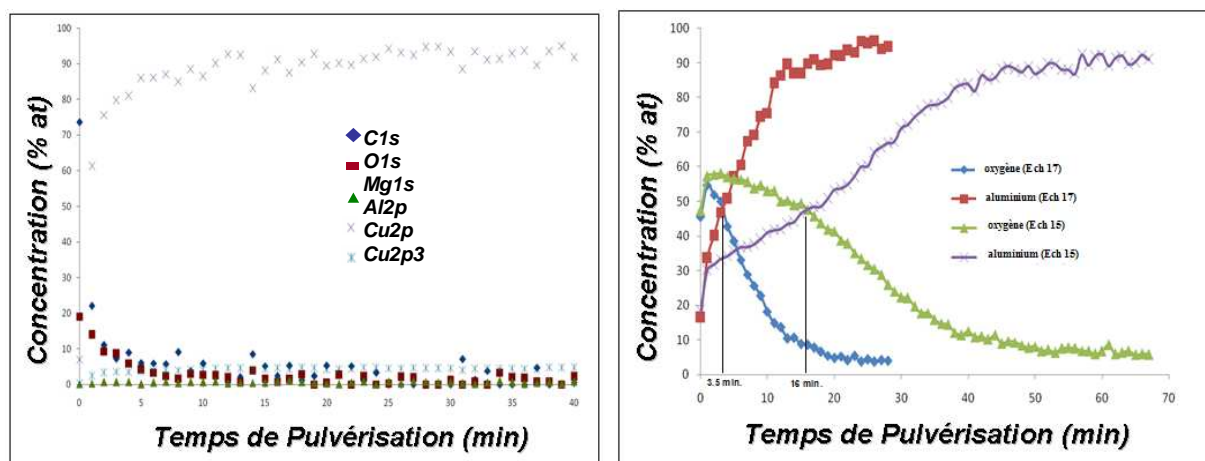 100
90
80
70
60
50
40
30
20
10
0
0 5 10 15 20 25 30 35 40
Concentration (% at)
Temps de Pulvérisation (min)
C1s
O1s
Mg1s
Al2p
Cu2p
Cu2p3
100
90
80
70
60
50
40
30
20
10
0
0 10 20 30 40 50 60 70
3.5 min.
16 min.
Concentration (% at)
Temps de Pulvérisation (min)
oxygène (Ech 17)
aluminium (Ech 17)
oxygène (Ech 15)
aluminium (Ech 15)